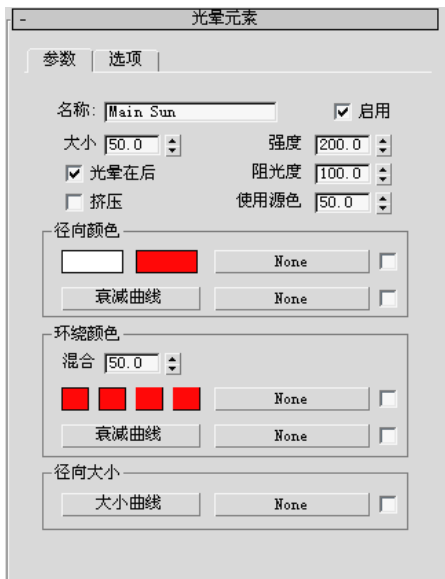 - 光晕元素
参数 选项
名称: Main Sun 启用
大小 50.0 强度 200.0
光晕在后 阻光度 100.0
挤压 使用源色 50.0
径向颜色
None
衰减曲线 None
环绕颜色
混合 50.0
None
衰减曲线 None
径向大小
大小曲线 None